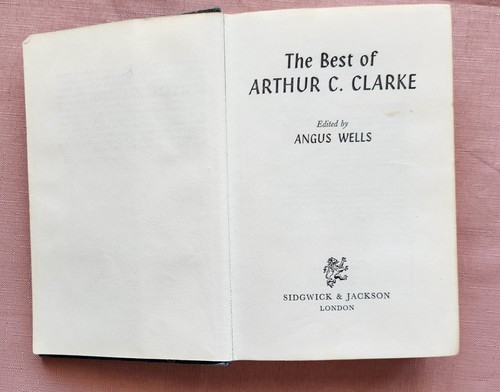 The Best of
ARTHUR C. CLARKE
Edited by
ANGUS WELLS
SIDGWICK & JACKSON
LONDON